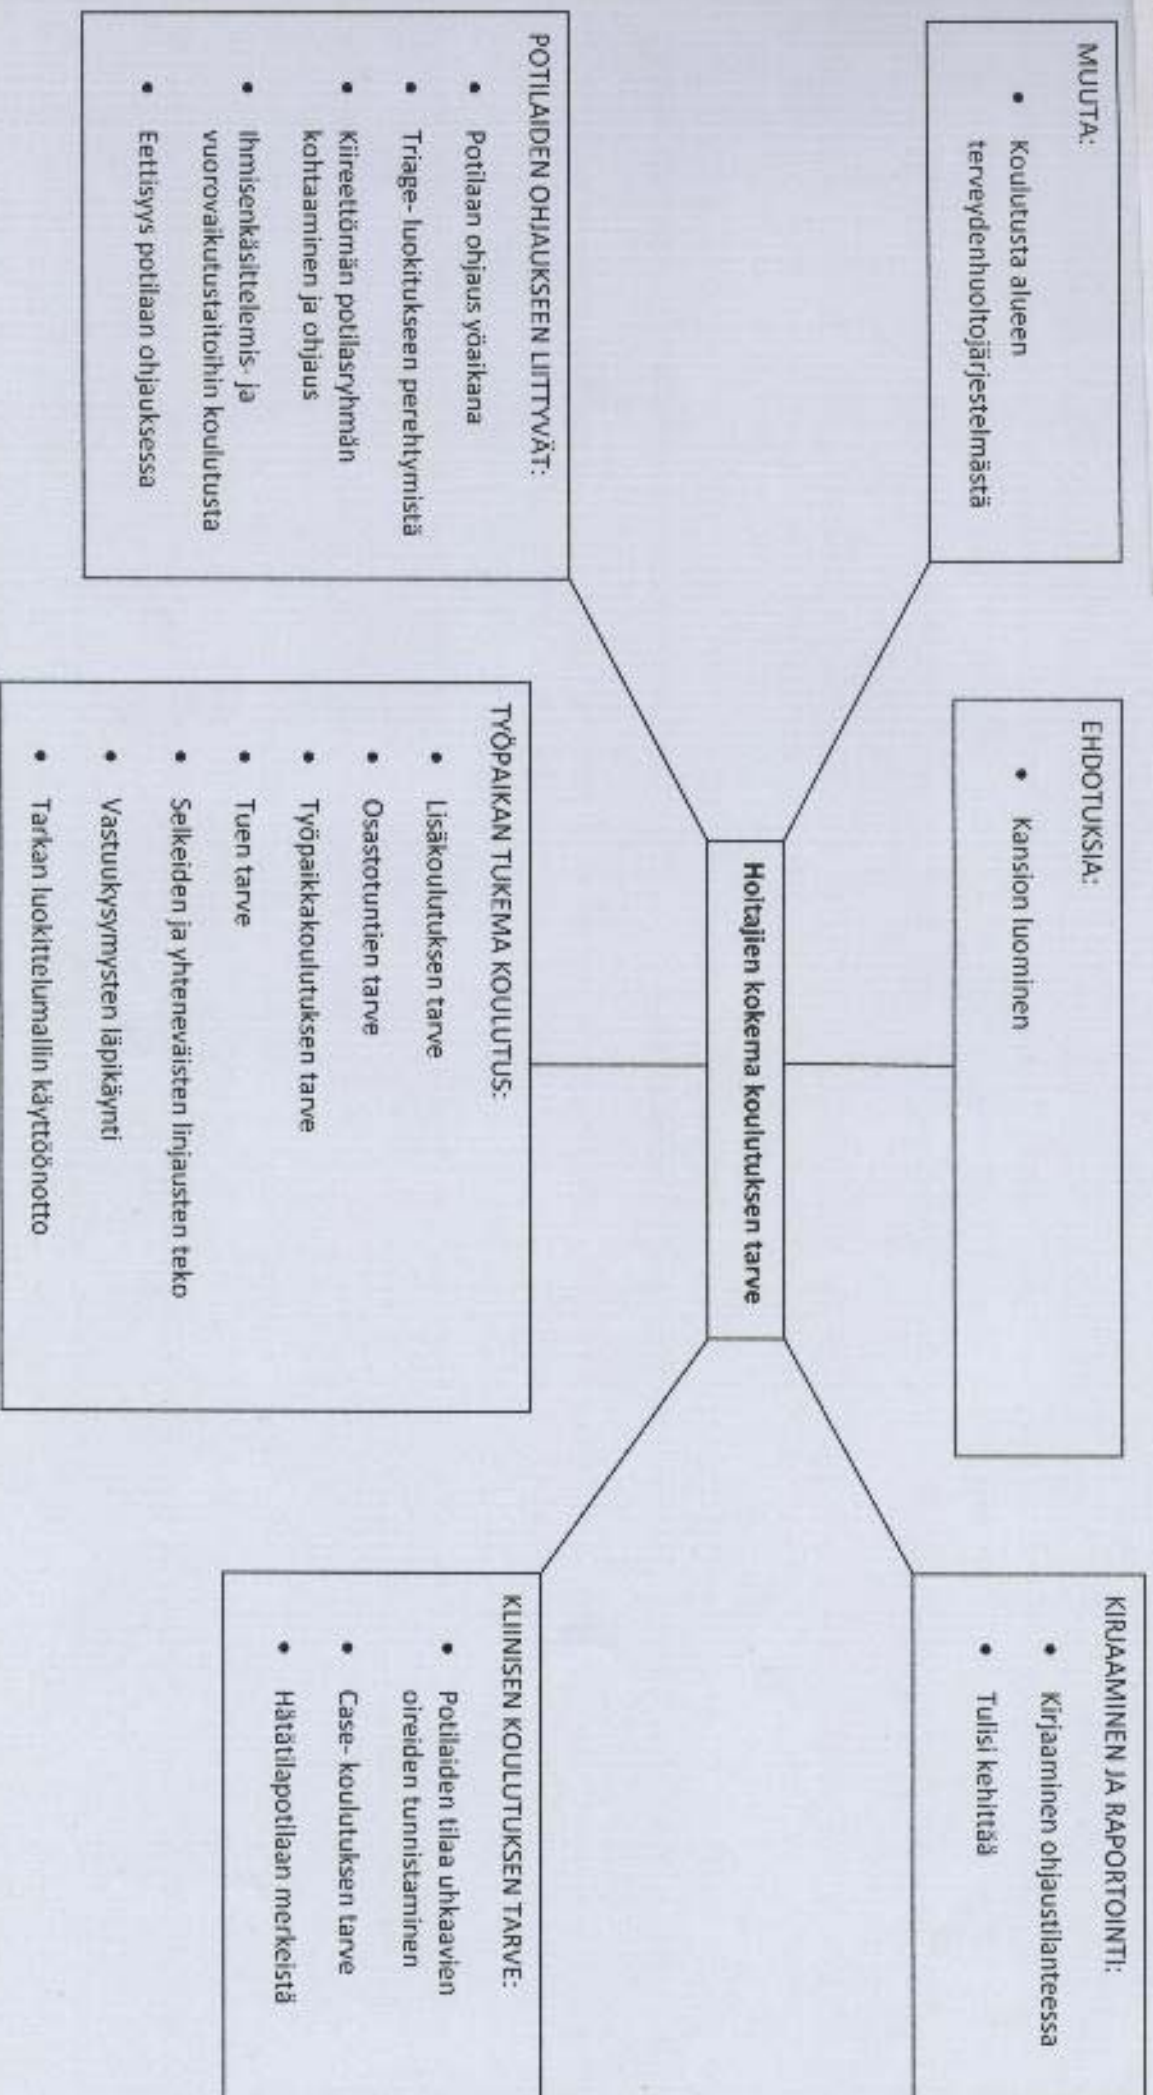 MUUTA:
• Koulutusta alueen
terveydenhuoltojärjestelmästä
EHDOTUKSIA:
• Kansion luominen
KIRJAAMINEN JA RAPORTOINTI:
• Kirjaaminen ohjaustilanteessa
• Tulisi kehittää
Hoitajien kokema koulutuksen tarve
POTILAIDEN OHJAUKSEEN LIITTYVÄT:
• Potilaan ohjaus yöaikana
• Triage- luokitukseen perehtymistä
• Kiireettömän potilasryhmän
kohtaaminen ja ohjaus
• Ihmisenkäsittelemis- ja
vuorovaikutustaitoihin koulutusta
• Eettisyys potilaan ohjauksessa
TYÖPAIKAN TUKEMA KOULUTUS:
• Lisäkoulutuksen tarve
• Osastotuntien tarve
• Työpaikkakoulutuksen tarve
• Tuen tarve
• Selkeiden ja yhteneväisten linjausten teko
• Vastuukysymysten läpikäynti
• Tarkan luokittelumallin käyttöönotto
KLIINISEN KOULUTUKSEN TARVE:
• Potilaiden tilaa uhkaavien
oireiden tunnistaminen
• Case- koulutuksen tarve
• Hätätilapotilaan merkeistä